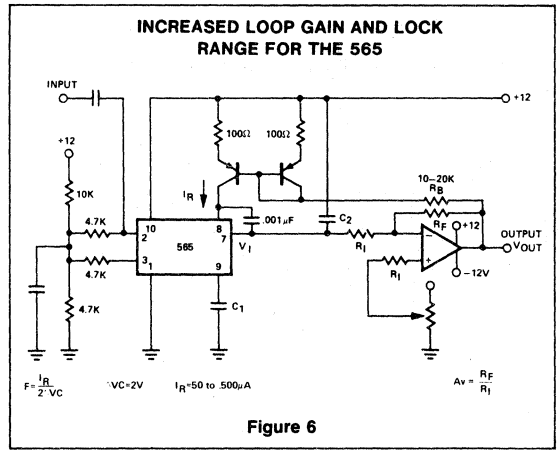 INCREASED LOOP GAIN AND LOCK
RANGE FOR THE 565
INPUT
+12
+12
100Ω
100Ω
10K
I_R
10–20K
R_B
R_F
+12
4.7K
10
2
8
7
.001 μF
C_2
565
V_I
R_I
−
+
OUTPUT
V_OUT
−12V
R_I
4.7K
3
1
9
4.7K
C_1
F=I_R/2'VC
VC=2V
I_R=50 to .500μA
Av = R_F/R_I
Figure 6